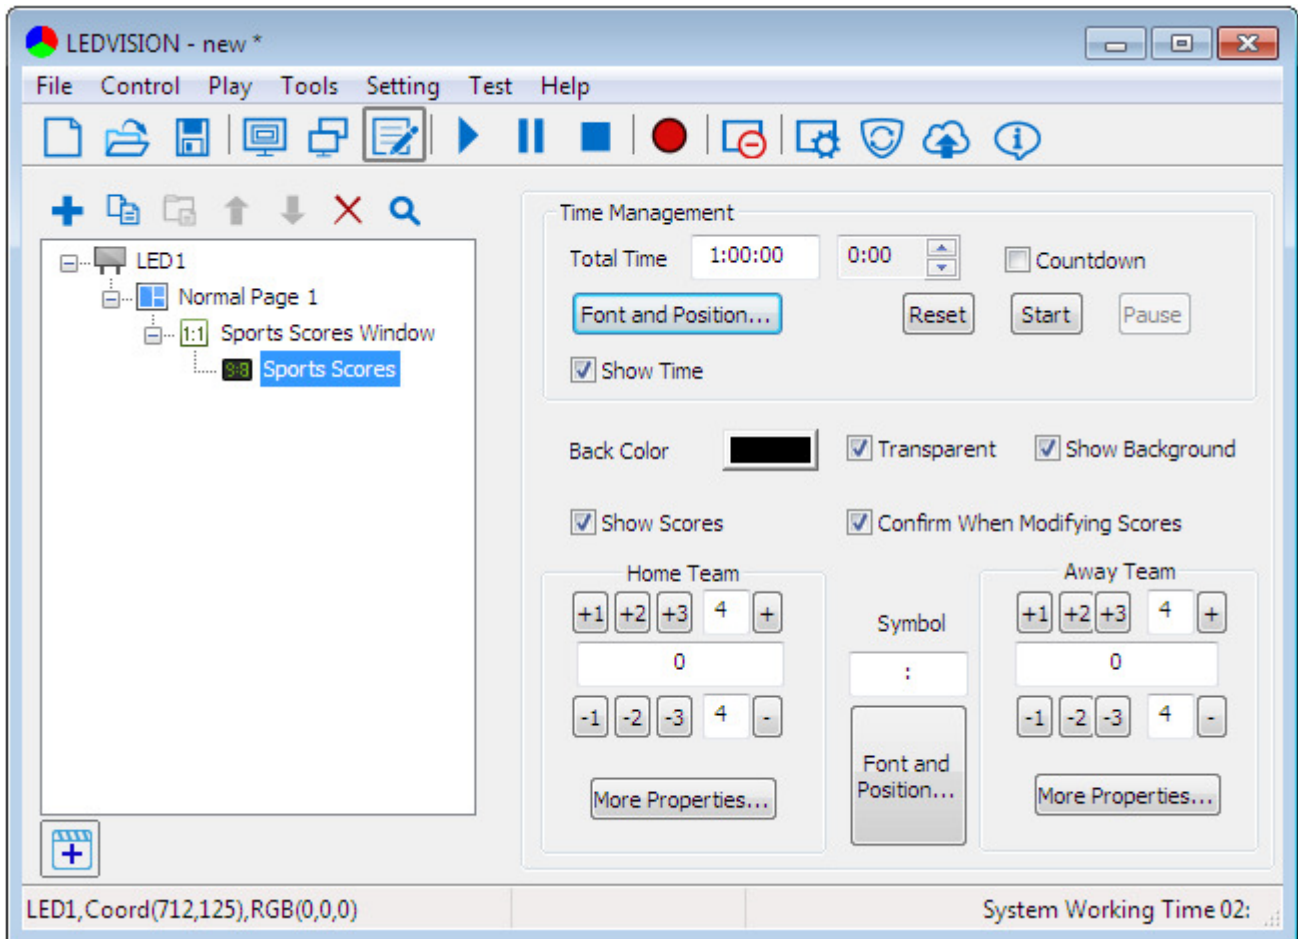 LEDVISION - new *
File Control Play Tools Setting Test Help
LED1
Normal Page 1
1:1 Sports Scores Window
9:8 Sports Scores
Time Management
Total Time 1:00:00 0:00 Countdown
Font and Position... Reset Start Pause
Show Time
Back Color Transparent Show Background
Show Scores Confirm When Modifying Scores
Home Team
+1 +2 +3 4 +
0
-1 -2 -3 4 -
More Properties...
Symbol
:
Font and
Position...
Away Team
+1 +2 +3 4 +
0
-1 -2 -3 4 -
More Properties...
LED1,Coord(712,125),RGB(0,0,0) System Working Time 02: